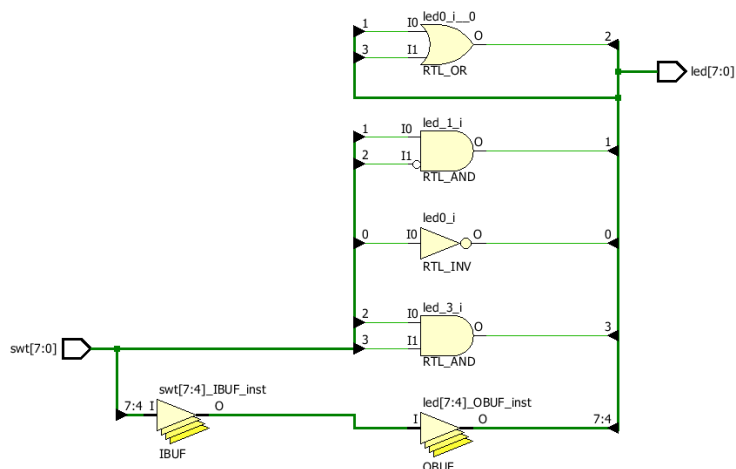 led0_i__0
1 I0 O 2
3 I1
RTL_OR
led[7:0]
led_1_i
1 I0 O 1
2 I1
RTL_AND
led0_i
0 I0 O 0
RTL_INV
led_3_i
2 I0 O 3
3 I1
RTL_AND
swt[7:0]
swt[7:4]_IBUF_inst
7:4 I O
IBUF
led[7:4]_OBUF_inst
I O 7:4
OBUF